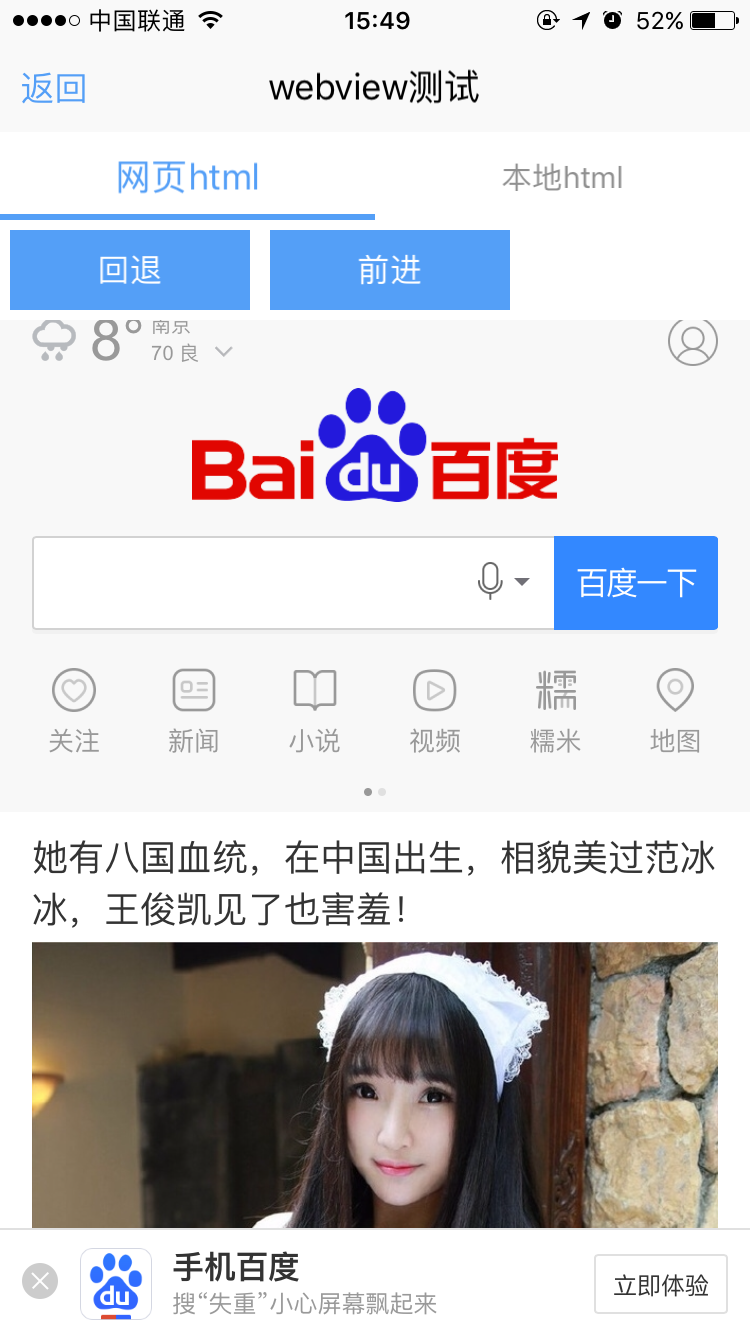 中国联通 15:49 52%
返回 webview测试
网页html 本地html
回退 前进
8° 南京
70 良
Bai du 百度
百度一下
糯
关注 新闻 小说 视频 糯米 地图
她有八国血统，在中国出生，相貌美过范冰
冰，王俊凯见了也害羞！
du 手机百度
搜“失重”小心屏幕飘起来
立即体验